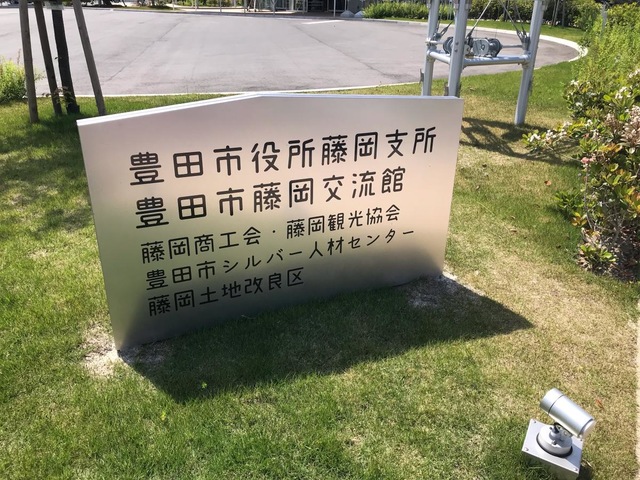 豊田市役所藤岡支所
豊田市藤岡交流館
藤岡商工会・藤岡観光協会
豊田市シルバー人材センター
藤岡土地改良区